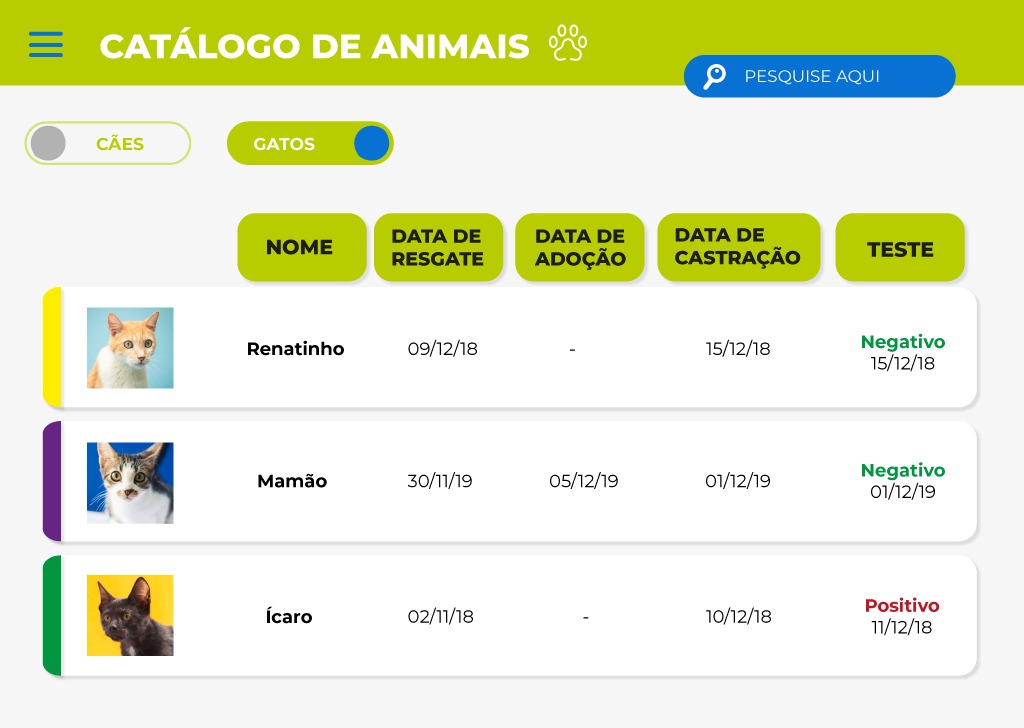 CATÁLOGO DE ANIMAIS
PESQUISE AQUI
CÃES
GATOS
NOME
DATA DE
RESGATE
DATA DE
ADOÇÃO
DATA DE
CASTRAÇÃO
TESTE
Renatinho 09/12/18 - 15/12/18 Negativo
15/12/18
Mamão 30/11/19 05/12/19 01/12/19 Negativo
01/12/19
Ícaro 02/11/18 - 10/12/18 Positivo
11/12/18